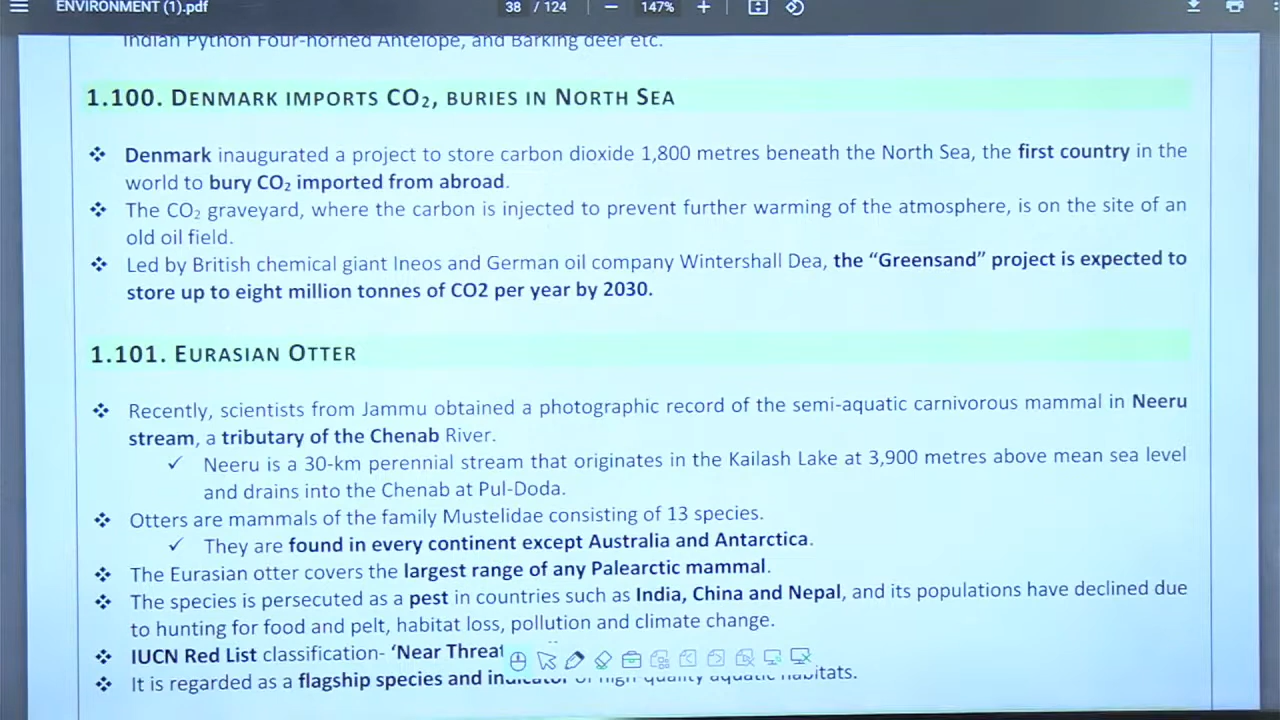 ENVIRONMENT (1).pdf 38 / 124 147%
Indian Python Four-horned Antelope, and Barking deer etc.
1.100. DENMARK IMPORTS CO₂, BURIES IN NORTH SEA
❖ Denmark inaugurated a project to store carbon dioxide 1,800 metres beneath the North Sea, the first country in the
world to bury CO₂ imported from abroad.
❖ The CO₂ graveyard, where the carbon is injected to prevent further warming of the atmosphere, is on the site of an
old oil field.
❖ Led by British chemical giant Ineos and German oil company Wintershall Dea, the “Greensand” project is expected to
store up to eight million tonnes of CO2 per year by 2030.
1.101. EURASIAN OTTER
❖ Recently, scientists from Jammu obtained a photographic record of the semi-aquatic carnivorous mammal in Neeru
stream, a tributary of the Chenab River.
✓ Neeru is a 30-km perennial stream that originates in the Kailash Lake at 3,900 metres above mean sea level
and drains into the Chenab at Pul-Doda.
❖ Otters are mammals of the family Mustelidae consisting of 13 species.
✓ They are found in every continent except Australia and Antarctica.
❖ The Eurasian otter covers the largest range of any Palearctic mammal.
❖ The species is persecuted as a pest in countries such as India, China and Nepal, and its populations have declined due
to hunting for food and pelt, habitat loss, pollution and climate change.
❖ IUCN Red List classification- ‘Near Threat
❖ It is regarded as a flagship species and indicator of high quality aquatic habitats.